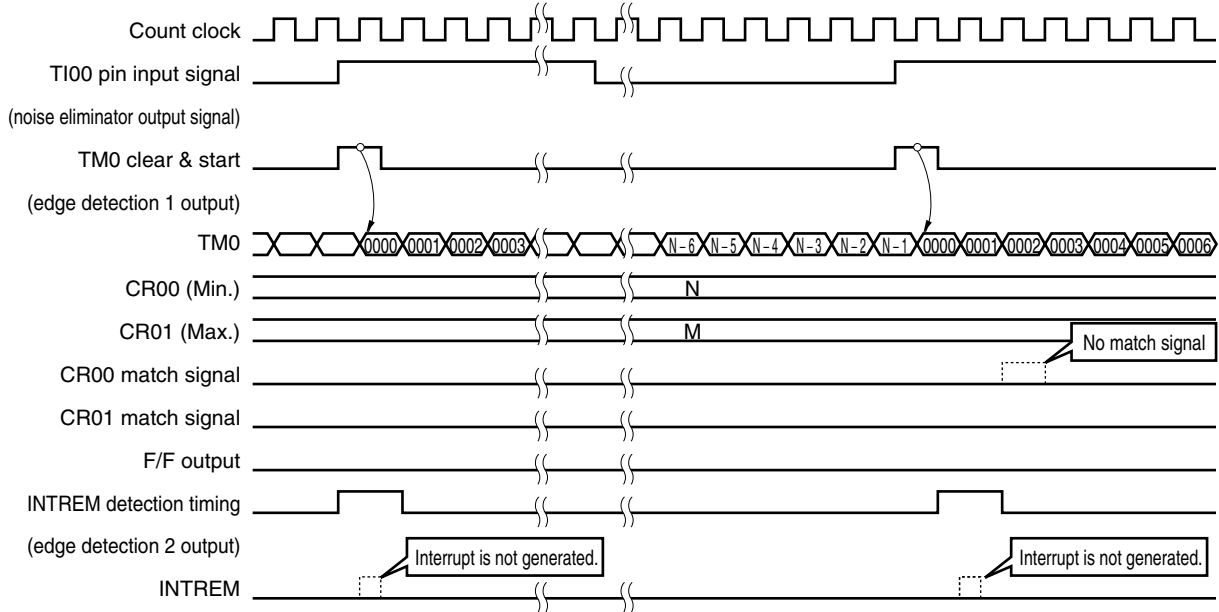 Count clock
TI00 pin input signal
(noise eliminator output signal)
TM0 clear & start
(edge detection 1 output)
TM0 0000 0001 0002 0003 N – 6 N – 5 N – 4 N – 3 N – 2 N – 1 0000 0001 0002 0003 0004 0005 0006
CR00 (Min.) N
CR01 (Max.) M
No match signal
CR00 match signal
CR01 match signal
F/F output
INTREM detection timing
(edge detection 2 output)
Interrupt is not generated. Interrupt is not generated.
INTREM